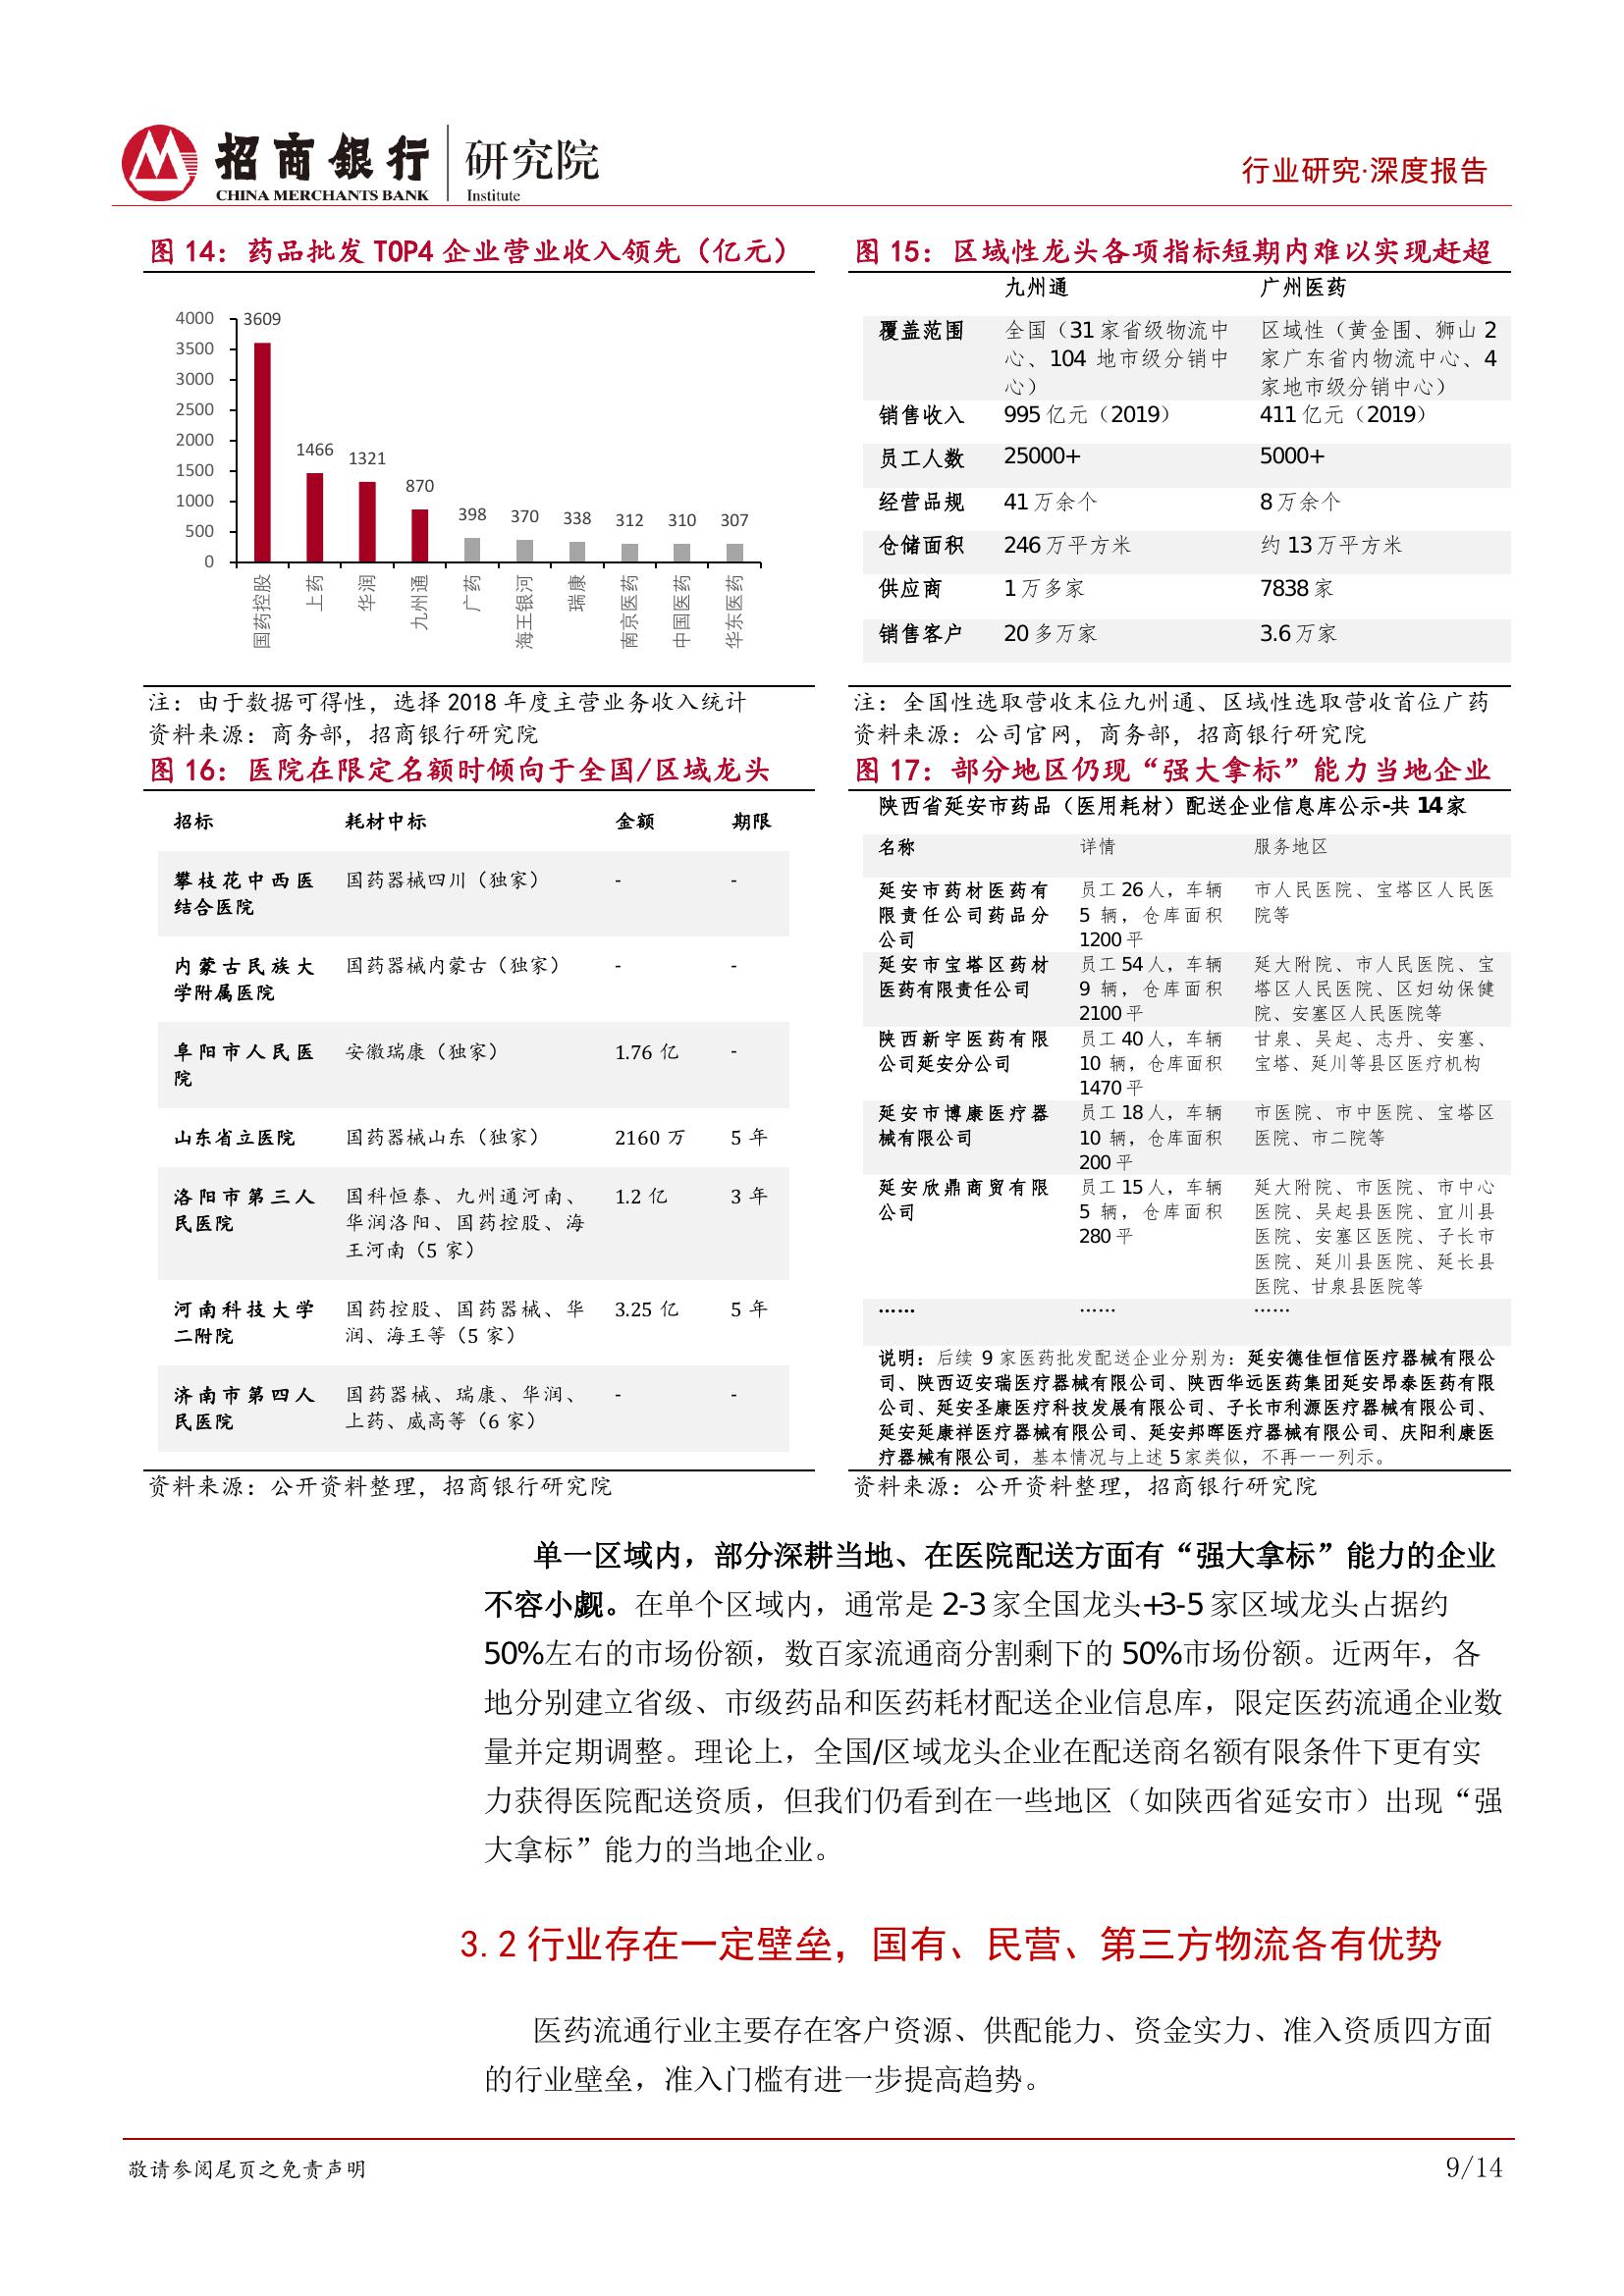 招商银行
CHINA MERCHANTS BANK
研究院
Institute
行业研究·深度报告
图 14：药品批发 TOP4 企业营业收入领先（亿元）
4000
3500
3000
2500
2000
1500
1000
500
0
3609
1466
1321
870
398
370
338
312
310
307
国药控股
上药
华润
九州通
广药
海王银河
瑞康
南京医药
中国医药
华东医药
注：由于数据可得性，选择 2018 年度主营业务收入统计
资料来源：商务部，招商银行研究院
图 15：区域性龙头各项指标短期内难以实现赶超
九州通 广州医药
覆盖范围 全国（31 家省级物流中 区域性（黄金围、狮山 2
心、104 地市级分销中 家广东省内物流中心、4
心） 家地市级分销中心）
销售收入 995 亿元（2019） 411 亿元（2019）
员工人数 25000+ 5000+
经营品规 41 万余个 8 万余个
仓储面积 246 万平方米 约 13 万平方米
供应商 1 万多家 7838 家
销售客户 20 多万家 3.6 万家
注：全国性选取营收末位九州通、区域性选取营收首位广药
资料来源：公司官网，商务部，招商银行研究院
图 16：医院在限定名额时倾向于全国/区域龙头
招标 耗材中标 金额 期限
攀枝花中西医 国药器械四川（独家） - -
结合医院
内蒙古民族大 国药器械内蒙古（独家） - -
学附属医院
阜阳市人民医 安徽瑞康（独家） 1.76 亿 -
院
山东省立医院 国药器械山东（独家） 2160 万 5 年
洛阳市第三人 国科恒泰、九州通河南、 1.2 亿 3 年
民医院 华润洛阳、国药控股、海
王河南（5 家）
河南科技大学 国药控股、国药器械、华 3.25 亿 5 年
二附院 润、海王等（5 家）
济南市第四人 国药器械、瑞康、华润、 - -
民医院 上药、威高等（6 家）
资料来源：公开资料整理，招商银行研究院
图 17：部分地区仍现“强大拿标”能力当地企业
陕西省延安市药品（医用耗材）配送企业信息库公示-共 14 家
名称 详情 服务地区
延安市药材医药有 员工 26 人，车辆 市人民医院、宝塔区人民医
限责任公司药品分 5 辆，仓库面积 院等
公司 1200 平
延安市宝塔区药材 员工 54 人，车辆 延大附院、市人民医院、宝
医药有限责任公司 9 辆，仓库面积 塔区人民医院、区妇幼保健
2100 平 院、安塞区人民医院等
陕西新宇医药有限 员工 40 人，车辆 甘泉、吴起、志丹、安塞、
公司延安分公司 10 辆，仓库面积 宝塔、延川等县区医疗机构
1470 平
延安市博康医疗器 员工 18 人，车辆 市医院、市中医院、宝塔区
械有限公司 10 辆，仓库面积 医院、市二院等
200 平
延安欣鼎商贸有限 员工 15 人，车辆 延大附院、市医院、市中心
公司 5 辆，仓库面积 医院、吴起县医院、宜川县
280 平 医院、安塞区医院、子长市
医院、延川县医院、延长县
医院、甘泉县医院等
…… …… ……
说明：后续 9 家医药批发配送企业分别为：延安德佳恒信医疗器械有限公
司、陕西迈安瑞医疗器械有限公司、陕西华远医药集团延安昂泰医药有限
公司、延安圣康医疗科技发展有限公司、子长市利源医疗器械有限公司、
延安延康祥医疗器械有限公司、延安邦晖医疗器械有限公司、庆阳利康医
疗器械有限公司，基本情况与上述 5 家类似，不再一一列示。
资料来源：公开资料整理，招商银行研究院
单一区域内，部分深耕当地、在医院配送方面有“强大拿标”能力的企业
不容小觑。在单个区域内，通常是 2-3 家全国龙头+3-5 家区域龙头占据约
50%左右的市场份额，数百家流通商分割剩下的 50%市场份额。近两年，各
地分别建立省级、市级药品和医药耗材配送企业信息库，限定医药流通企业数
量并定期调整。理论上，全国/区域龙头企业在配送商名额有限条件下更有实
力获得医院配送资质，但我们仍看到在一些地区（如陕西省延安市）出现“强
大拿标”能力的当地企业。
3.2 行业存在一定壁垒，国有、民营、第三方物流各有优势
医药流通行业主要存在客户资源、供配能力、资金实力、准入资质四方面
的行业壁垒，准入门槛有进一步提高趋势。
敬请参阅尾页之免责声明
9/14